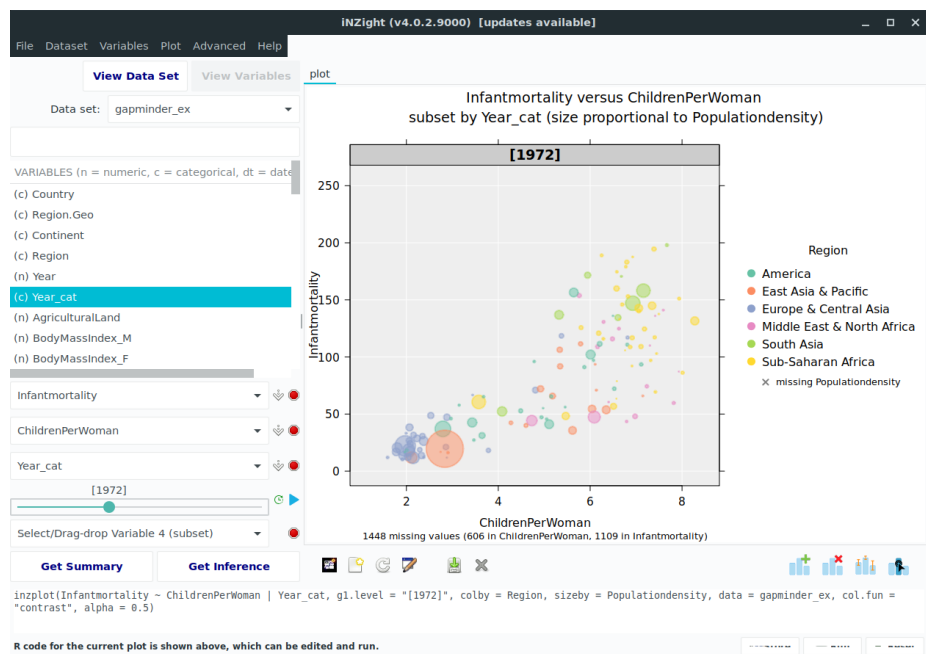 iNZight (v4.0.2.9000) [updates available]
File Dataset Variables Plot Advanced Help
View Data Set View Variables
Data set: gapminder_ex
VARIABLES (n = numeric, c = categorical, dt = date
(c) Country
(c) Region.Geo
(c) Continent
(c) Region
(n) Year
(c) Year_cat
(n) AgriculturalLand
(n) BodyMassIndex_M
(n) BodyMassIndex_F
Infantmortality
ChildrenPerWoman
Year_cat
[1972]
Select/Drag-drop Variable 4 (subset)
Get Summary Get Inference
plot
Infantmortality versus ChildrenPerWoman
subset by Year_cat (size proportional to Populationdensity)
[1972]
250
200
150
100
50
0
Infantmortality
2 4 6 8
ChildrenPerWoman
1448 missing values (606 in ChildrenPerWoman, 1109 in Infantmortality)
Region
America
East Asia & Pacific
Europe & Central Asia
Middle East & North Africa
South Asia
Sub-Saharan Africa
missing Populationdensity
inzplot(Infantmortality ~ ChildrenPerWoman | Year_cat, g1.level = "[1972]", colby = Region, sizeby = Populationdensity, data = gapminder_ex, col.fun =
"contrast", alpha = 0.5)
R code for the current plot is shown above, which can be edited and run.